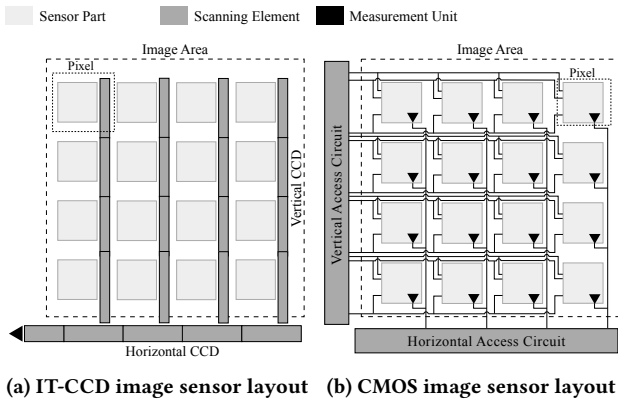 Sensor Part Scanning Element Measurement Unit
Image Area
Pixel
Vertical CCD
Horizontal CCD
(a) IT-CCD image sensor layout
Image Area
Pixel
Vertical Access Circuit
Horizontal Access Circuit
(b) CMOS image sensor layout